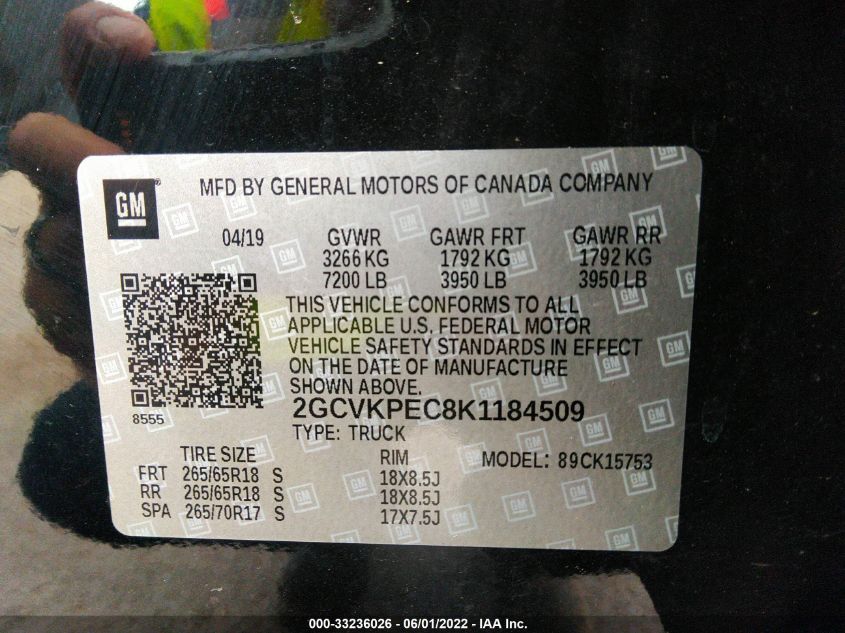 GM
MFD BY GENERAL MOTORS OF CANADA COMPANY
04/19 GVWR GAWR FRT GAWR RR
3266 KG 1792 KG 1792 KG
7200 LB 3950 LB 3950 LB
THIS VEHICLE CONFORMS TO ALL
APPLICABLE U.S. FEDERAL MOTOR
VEHICLE SAFETY STANDARDS IN EFFECT
ON THE DATE OF MANUFACTURE
SHOWN ABOVE.
8555
2GCVKPEC8K1184509
TYPE: TRUCK
TIRE SIZE RIM MODEL: 89CK15753
FRT 265/65R18 S 18X8.5J
RR 265/65R18 S 18X8.5J
SPA 265/70R17 S 17X7.5J
000-33236026 - 06/01/2022 - IAA Inc.